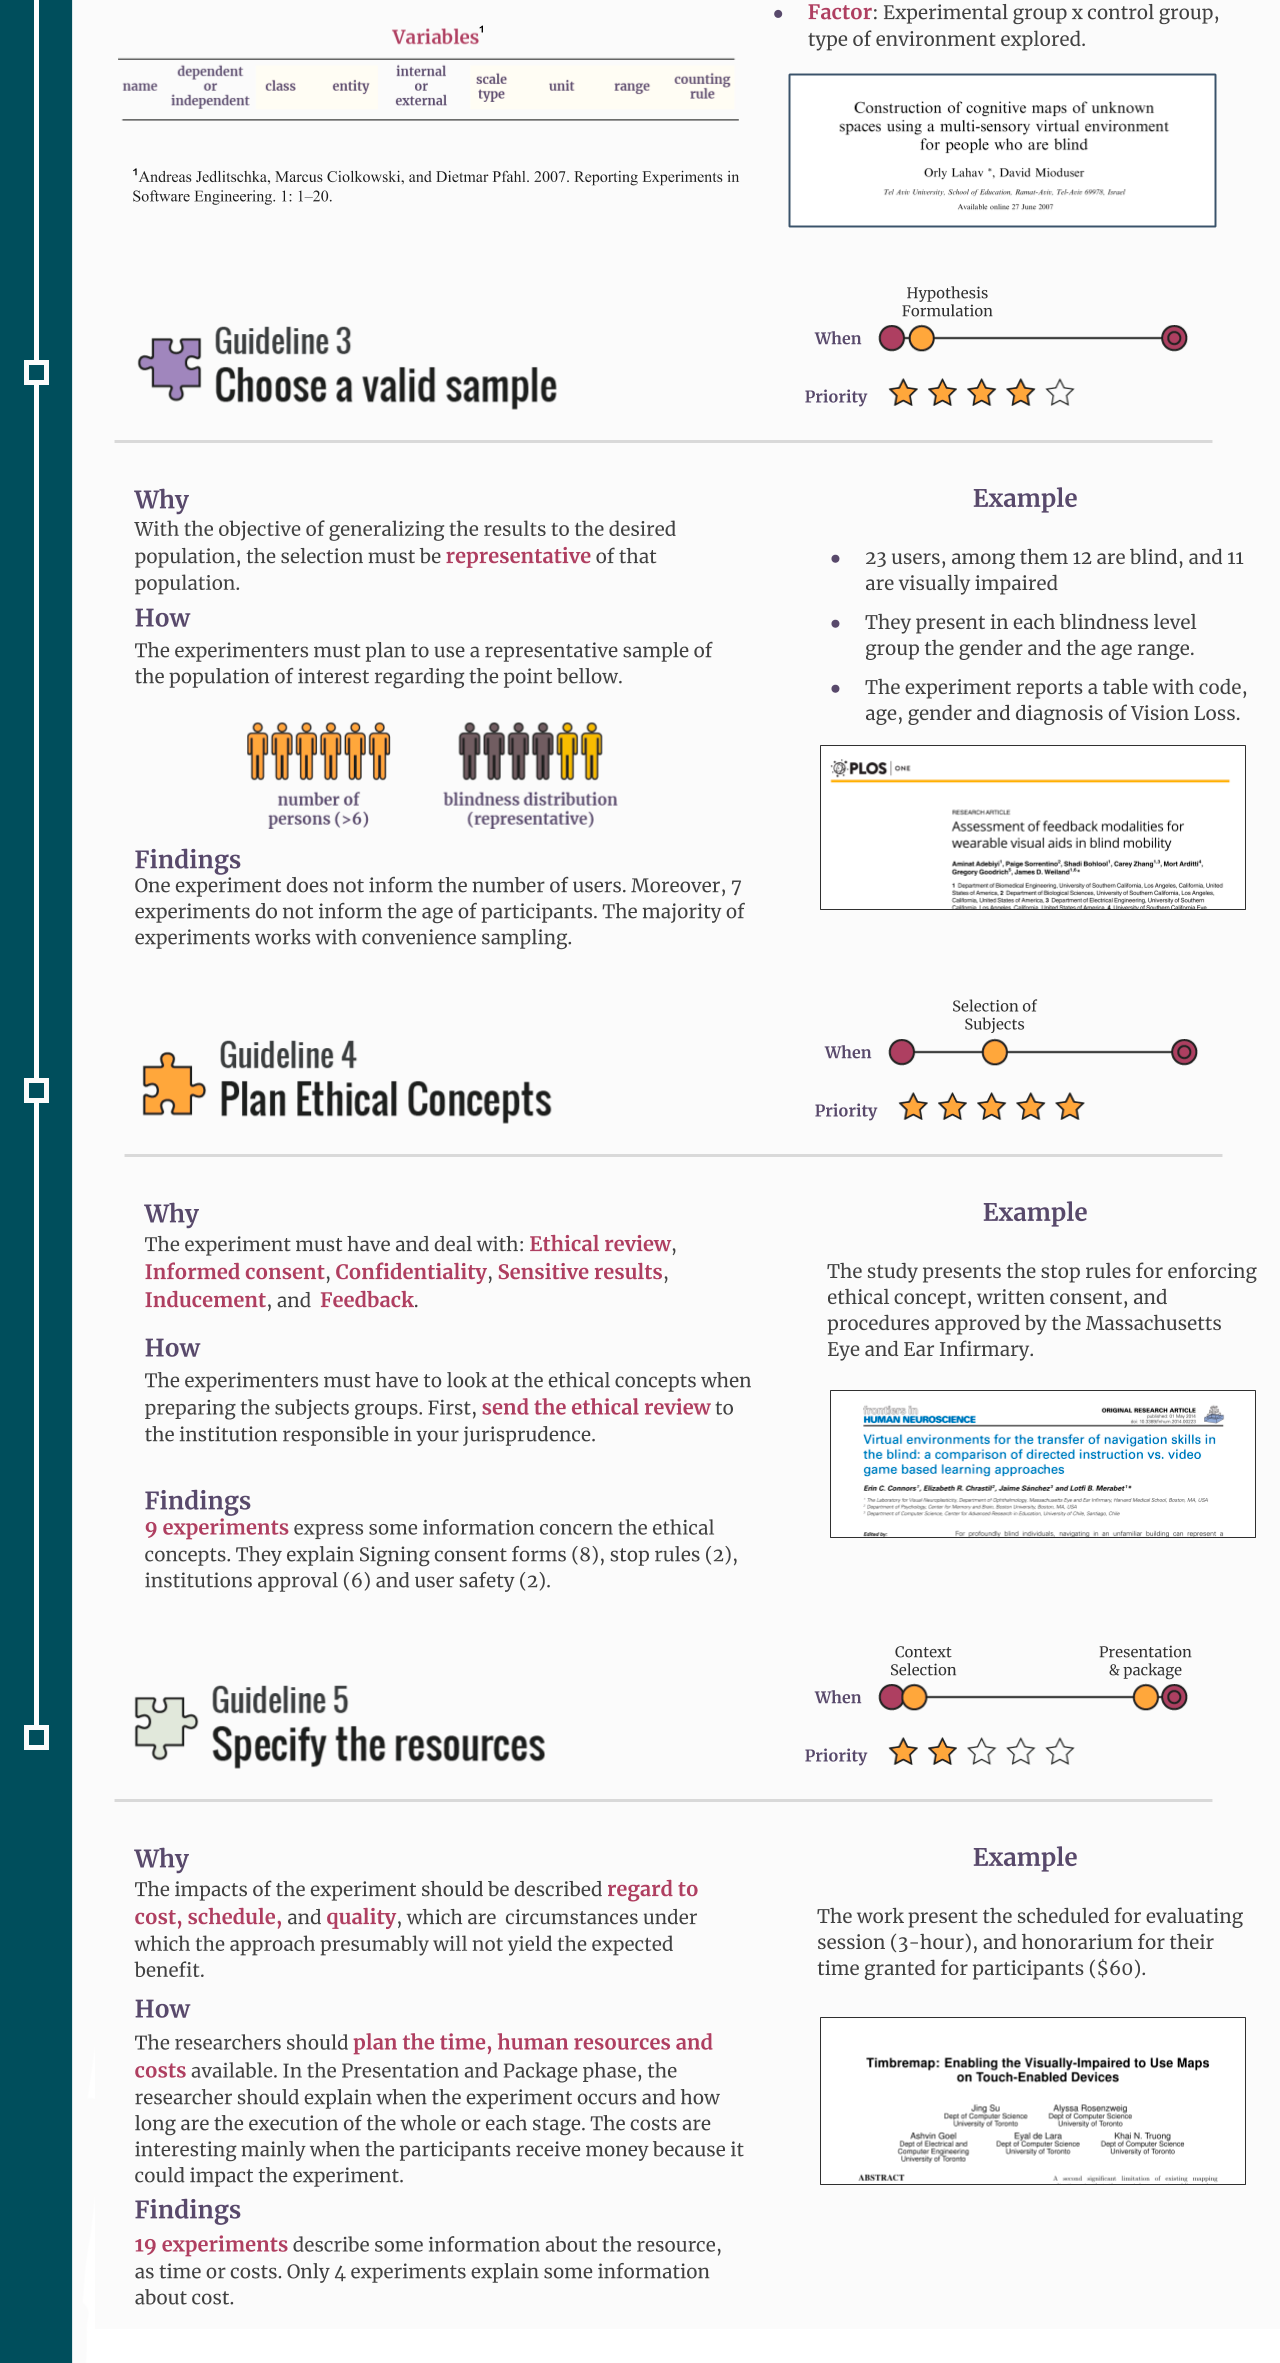 Variables¹
name
dependent
or
independent
class
entity
internal
or
external
scale
type
unit
range
counting
rule
¹Andreas Jedlitschka, Marcus Ciolkowski, and Dietmar Pfahl. 2007. Reporting Experiments in
Software Engineering. 1: 1–20.
● Factor: Experimental group x control group,
type of environment explored.
Construction of cognitive maps of unknown
spaces using a multi-sensory virtual environment
for people who are blind
Orly Lahav *, David Mioduser
Tel Aviv University, School of Education, Ramat-Aviv, Tel-Aviv 69978, Israel
Available online 27 June 2007
Guideline 3
Choose a valid sample
Hypothesis
Formulation
When
Priority
Why
With the objective of generalizing the results to the desired
population, the selection must be representative of that
population.
How
The experimenters must plan to use a representative sample of
the population of interest regarding the point bellow.
number of
persons (>6)
blindness distribution
(representative)
Findings
One experiment does not inform the number of users. Moreover, 7
experiments do not inform the age of participants. The majority of
experiments works with convenience sampling.
Example
● 23 users, among them 12 are blind, and 11
are visually impaired
● They present in each blindness level
group the gender and the age range.
● The experiment reports a table with code,
age, gender and diagnosis of Vision Loss.
PLOS | ONE
RESEARCH ARTICLE
Assessment of feedback modalities for
wearable visual aids in blind mobility
Aminat Adebiyi¹, Paige Sorrentino², Shadi Bohlool¹, Carey Zhang¹·³, Mort Arditti⁴,
Gregory Goodrich⁵, James D. Weiland¹·⁶*
1 Department of Biomedical Engineering, University of Southern California, Los Angeles, California, United
States of America, 2 Department of Biological Sciences, University of Southern California, Los Angeles,
California, United States of America, 3 Department of Electrical Engineering, University of Southern
California, Los Angeles, California, United States of America, 4 University of Southern California Eye
Guideline 4
Plan Ethical Concepts
Selection of
Subjects
When
Priority
Why
The experiment must have and deal with: Ethical review,
Informed consent, Confidentiality, Sensitive results,
Inducement, and Feedback.
How
The experimenters must have to look at the ethical concepts when
preparing the subjects groups. First, send the ethical review to
the institution responsible in your jurisprudence.
Findings
9 experiments express some information concern the ethical
concepts. They explain Signing consent forms (8), stop rules (2),
institutions approval (6) and user safety (2).
Example
The study presents the stop rules for enforcing
ethical concept, written consent, and
procedures approved by the Massachusetts
Eye and Ear Infirmary.
frontiers in
HUMAN NEUROSCIENCE
ORIGINAL RESEARCH ARTICLE
published: 01 May 2014
doi: 10.3389/fnhum.2014.00223
Virtual environments for the transfer of navigation skills in
the blind: a comparison of directed instruction vs. video
game based learning approaches
Erin C. Connors¹, Elizabeth R. Chrastil², Jaime Sánchez³ and Lotfi B. Merabet¹*
¹ The Laboratory for Visual Neuroplasticity, Department of Ophthalmology, Massachusetts Eye and Ear Infirmary, Harvard Medical School, Boston, MA, USA
² Department of Psychology, Center for Memory and Brain, Boston University, Boston, MA, USA
³ Department of Computer Science, Center for Advanced Research in Education, University of Chile, Santiago, Chile
Edited by:
For profoundly blind individuals, navigating in an unfamiliar building can represent a
Guideline 5
Specify the resources
Context
Selection
Presentation
& package
When
Priority
Why
The impacts of the experiment should be described regard to
cost, schedule, and quality, which are circumstances under
which the approach presumably will not yield the expected
benefit.
How
The researchers should plan the time, human resources and
costs available. In the Presentation and Package phase, the
researcher should explain when the experiment occurs and how
long are the execution of the whole or each stage. The costs are
interesting mainly when the participants receive money because it
could impact the experiment.
Findings
19 experiments describe some information about the resource,
as time or costs. Only 4 experiments explain some information
about cost.
Example
The work present the scheduled for evaluating
session (3-hour), and honorarium for their
time granted for participants ($60).
Timbremap: Enabling the Visually-Impaired to Use Maps
on Touch-Enabled Devices
Jing Su
Dept of Computer Science
University of Toronto
Alyssa Rosenzweig
Dept of Computer Science
University of Toronto
Ashvin Goel
Dept of Electrical and
Computer Engineering
University of Toronto
Eyal de Lara
Dept of Computer Science
University of Toronto
Khai N. Truong
Dept of Computer Science
University of Toronto
ABSTRACT
A second significant limitation of existing mapping